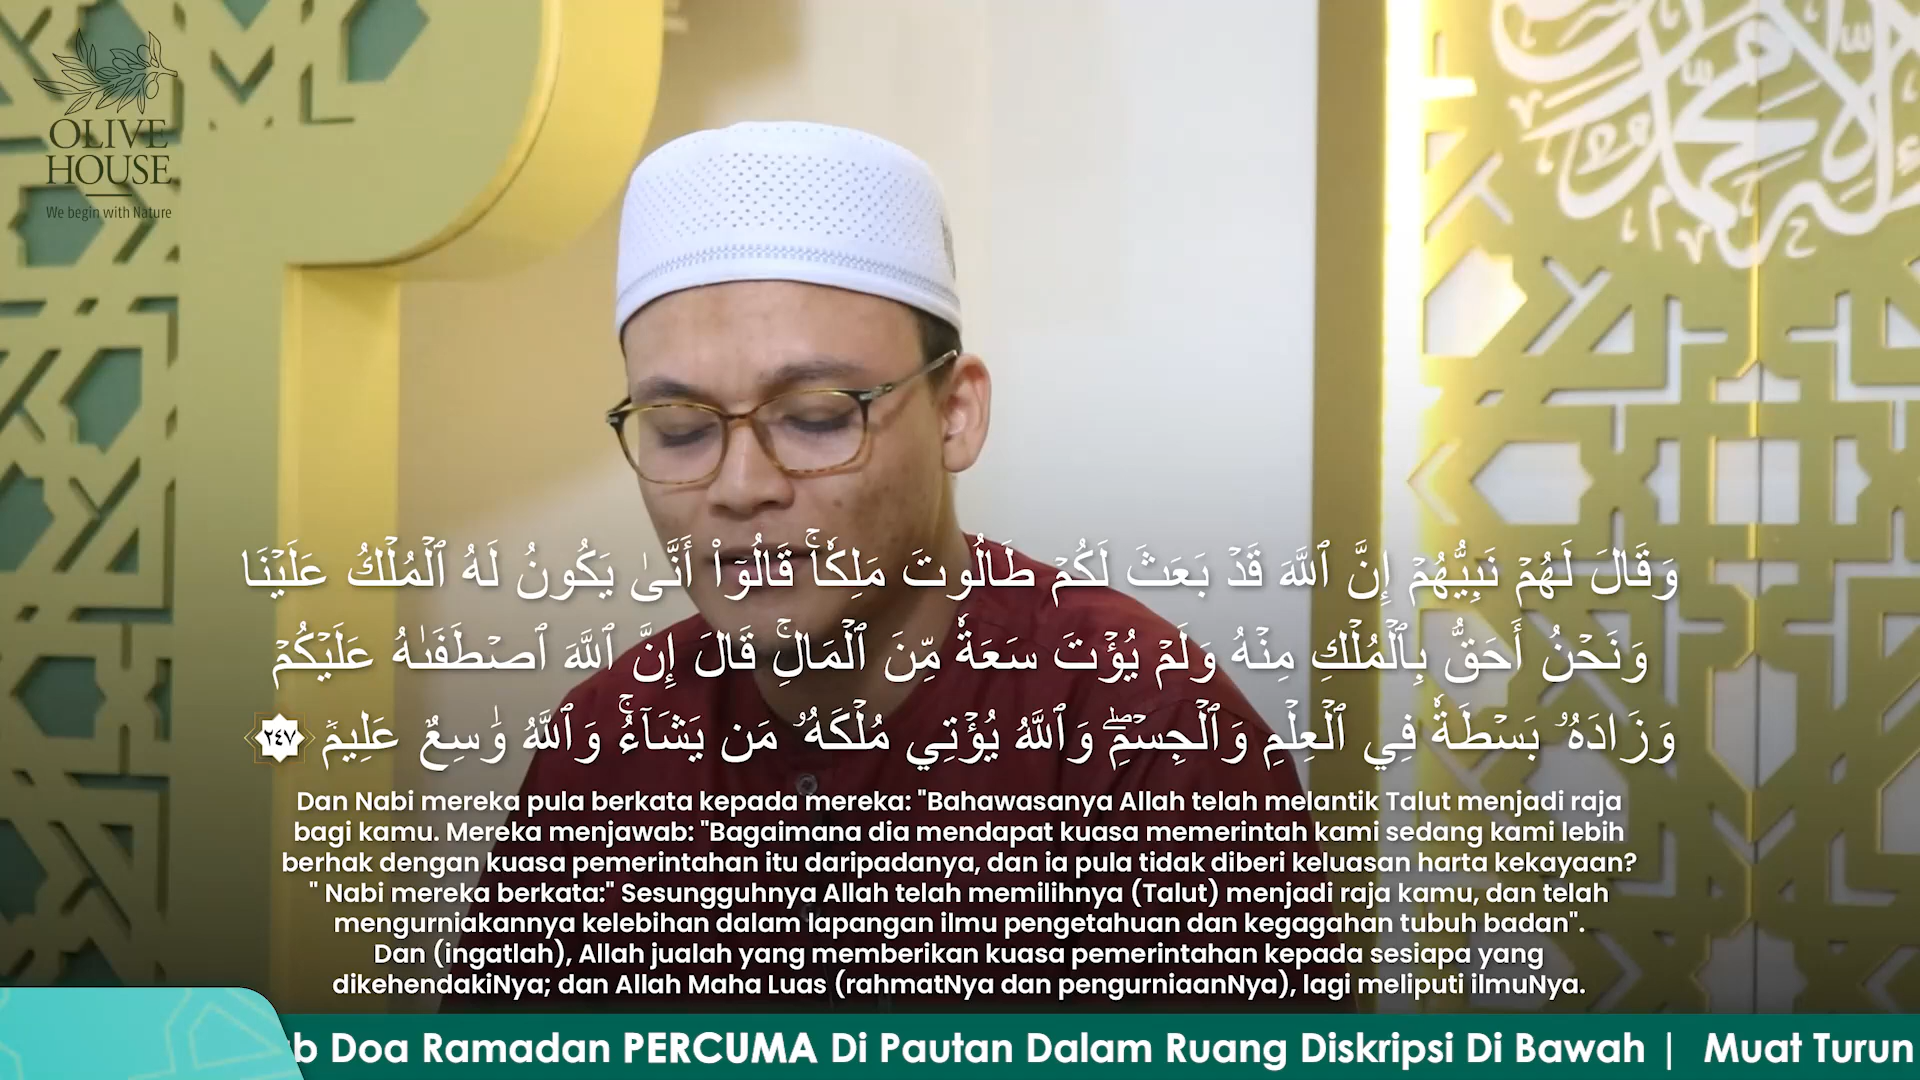 OLIVE
HOUSE
We begin with Nature
وَقَالَ لَهُمْ نَبِيُّهُمْ إِنَّ ٱللَّهَ قَدْ بَعَثَ لَكُمْ طَالُوتَ مَلِكٗاۚ قَالُوٓاْ أَنَّىٰ يَكُونُ لَهُ ٱلْمُلْكُ عَلَيْنَا
وَنَحْنُ أَحَقُّ بِٱلْمُلْكِ مِنْهُ وَلَمْ يُؤْتَ سَعَةٗ مِّنَ ٱلْمَالِۚ قَالَ إِنَّ ٱللَّهَ ٱصْطَفَىٰهُ عَلَيْكُمْ
وَزَادَهُۥ بَسْطَةٗ فِي ٱلْعِلْمِ وَٱلْجِسْمِۖ وَٱللَّهُ يُؤْتِي مُلْكَهُۥ مَن يَشَآءُۚ وَٱللَّهُ وَٰسِعٌ عَلِيمٞ ٢٤٧
Dan Nabi mereka pula berkata kepada mereka: "Bahawasanya Allah telah melantik Talut menjadi raja
bagi kamu. Mereka menjawab: "Bagaimana dia mendapat kuasa memerintah kami sedang kami lebih
berhak dengan kuasa pemerintahan itu daripadanya, dan ia pula tidak diberi keluasan harta kekayaan?
" Nabi mereka berkata:" Sesungguhnya Allah telah memilihnya (Talut) menjadi raja kamu, dan telah
mengurniakannya kelebihan dalam lapangan ilmu pengetahuan dan kegagahan tubuh badan".
Dan (ingatlah), Allah jualah yang memberikan kuasa pemerintahan kepada sesiapa yang
dikehendakiNya; dan Allah Maha Luas (rahmatNya dan pengurniaanNya), lagi meliputi ilmuNya.
Doa Ramadan PERCUMA Di Pautan Dalam Ruang Diskripsi Di Bawah | Muat Turun